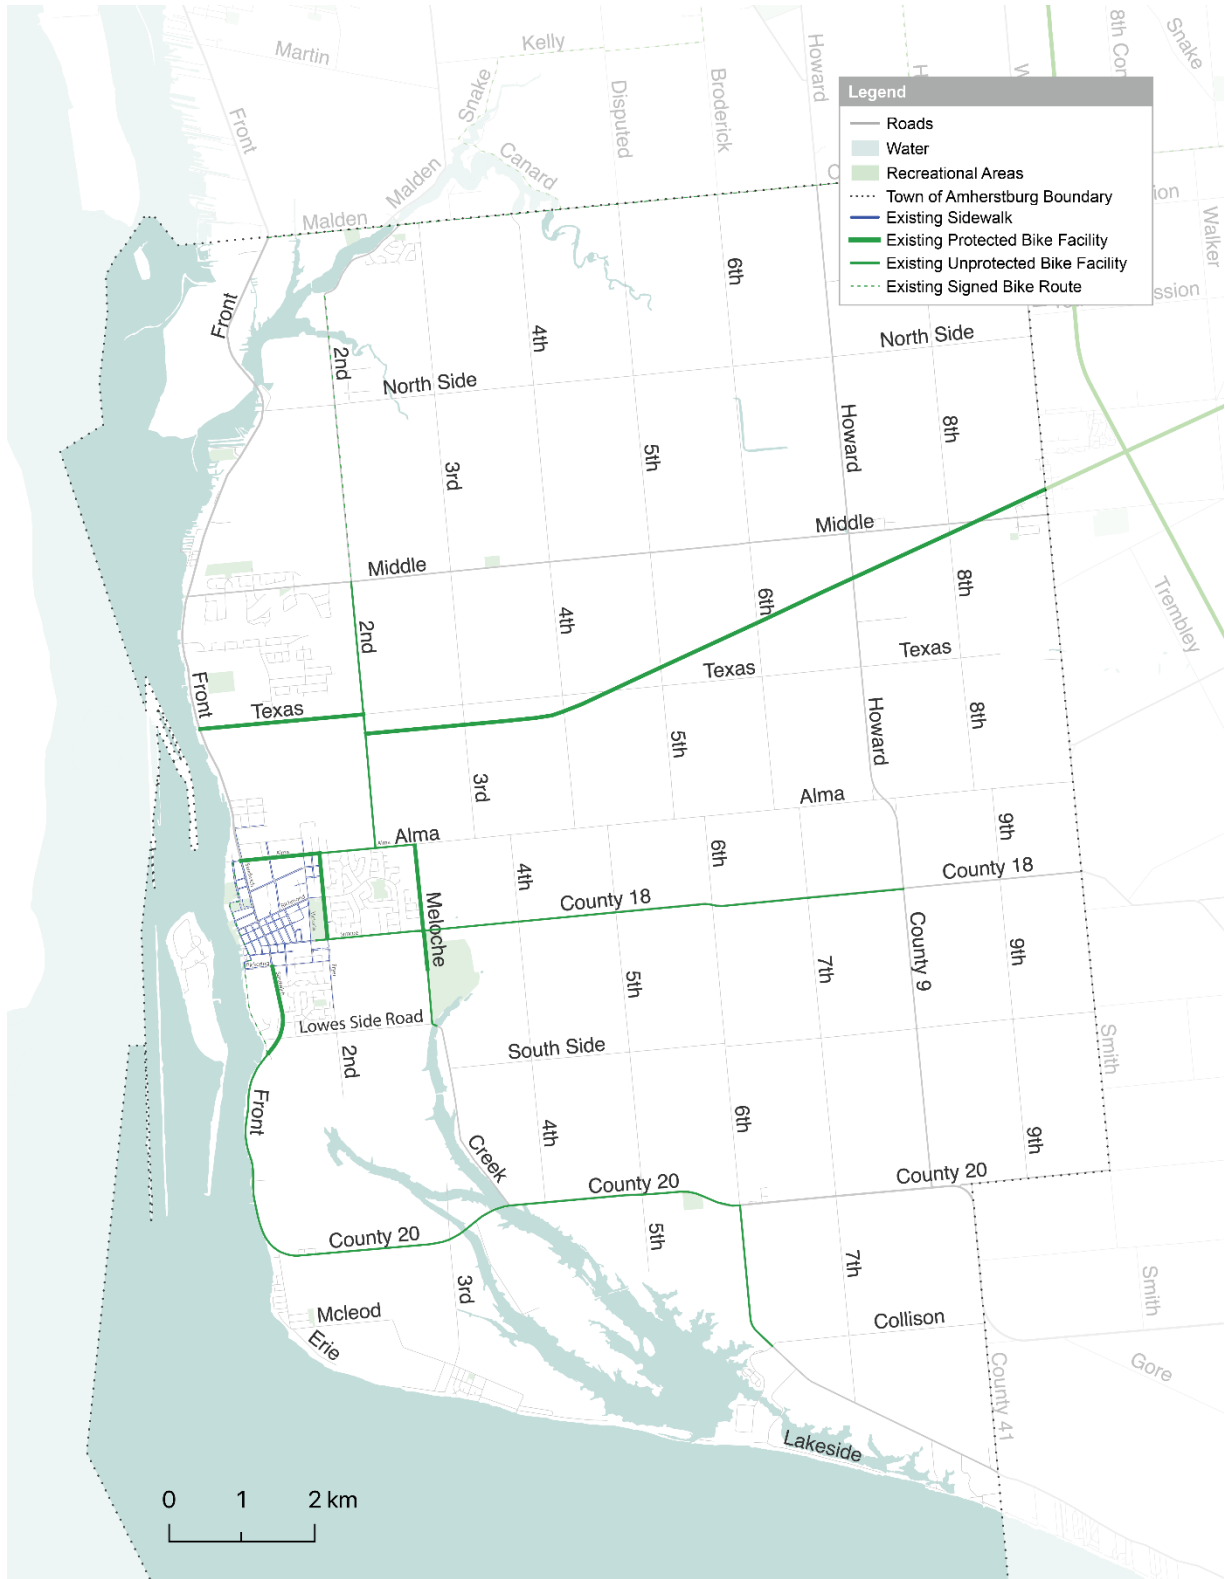 Martin
Kelly
Howard
8th Con
Snake
Snake
Disputed
Broderick
Front
Legend
Roads
Water
Recreational Areas
Town of Amherstburg Boundary
Existing Sidewalk
Existing Protected Bike Facility
Existing Unprotected Bike Facility
Existing Signed Bike Route
Canard
Malden
Malden
Walker
6th
Front
4th
2nd
North Side
North Side
Howard
8th
5th
3rd
Middle
Middle
8th
6th
4th
2nd
Trembley
Texas
Texas
Front
Texas
Howard
8th
5th
3rd
Alma
Alma
9th
6th
4th
County 18
County 18
Meloche
County 9
9th
7th
5th
Lowes Side Road
South Side
2nd
Smith
Front
6th
4th
9th
Creek
County 20
County 20
County 20
5th
7th
3rd
Smith
Mcleod
Collison
Erie
County 41
Gore
Lakeside
0 1 2 km